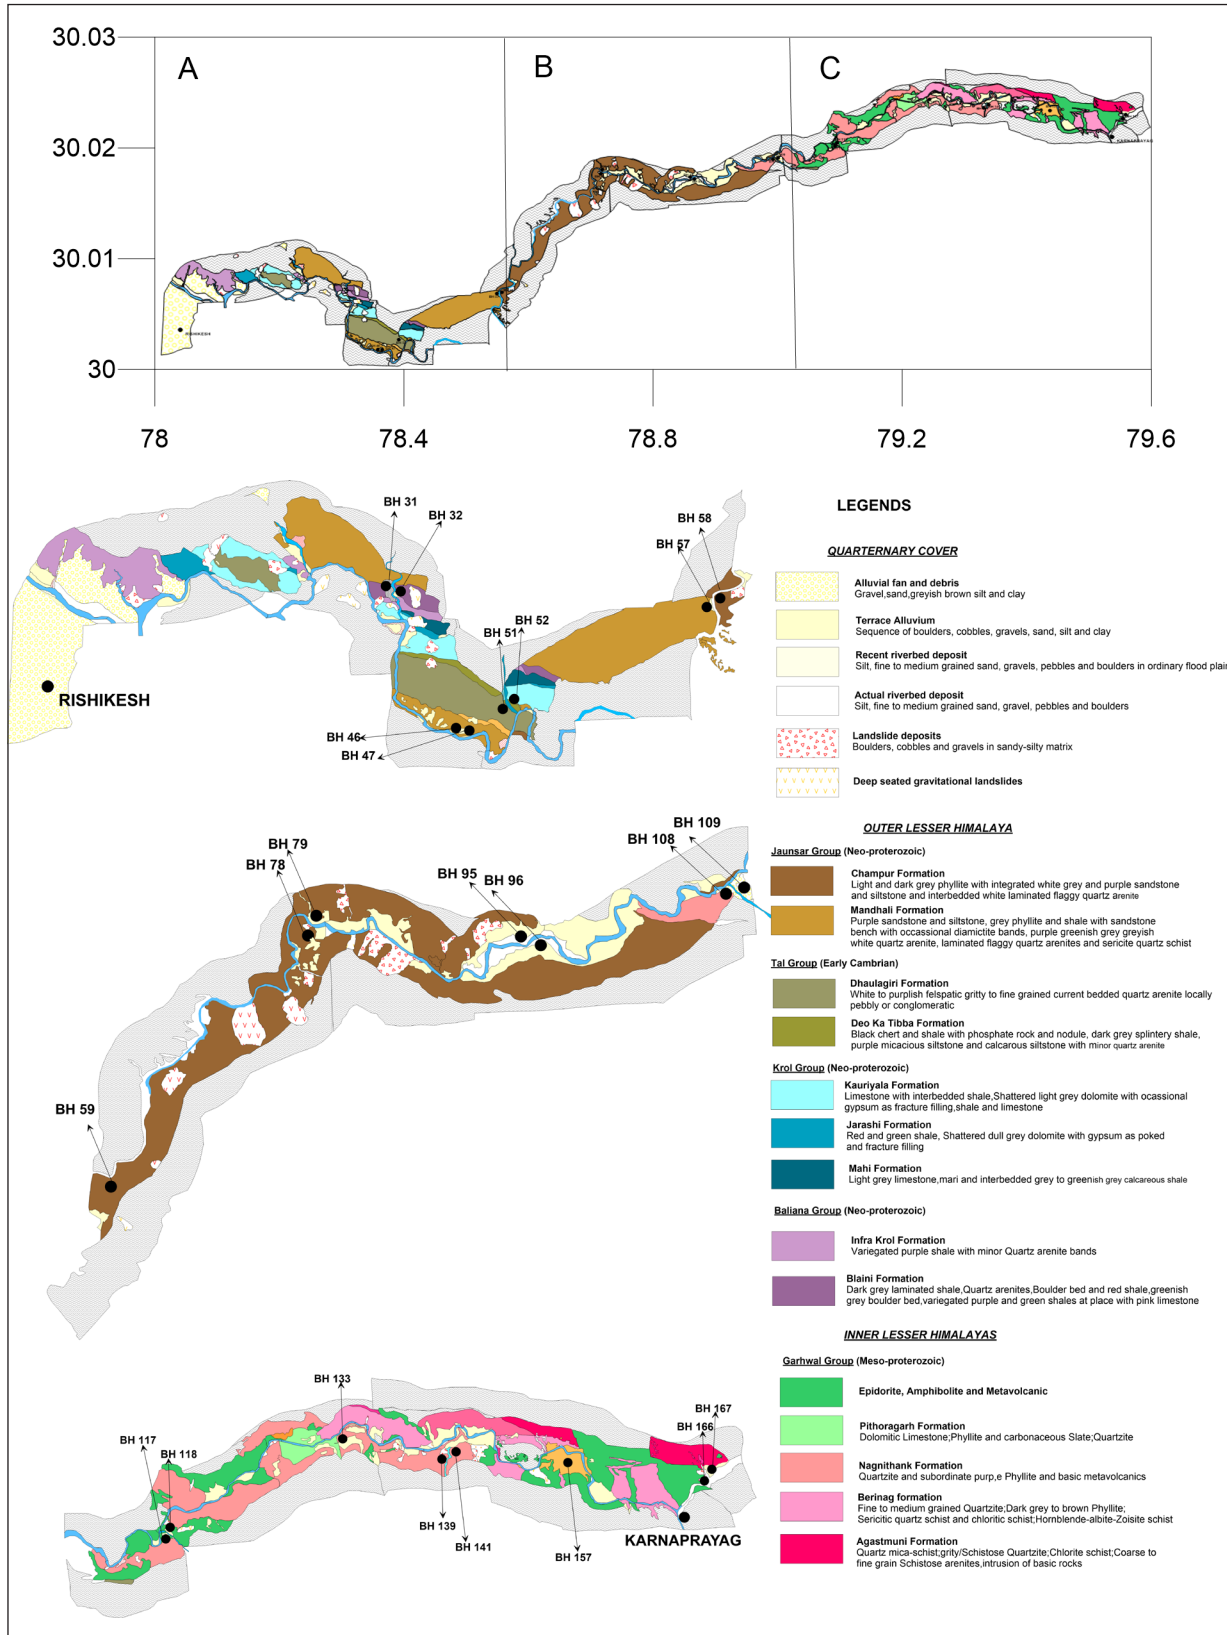 30.03
A
B
C
30.02
30.01
30
RISHIKESH
KARNAPRAYAG
78
78.4
78.8
79.2
79.6
BH 31
BH 32
BH 58
BH 57
BH 51
BH 52
RISHIKESH
BH 46
BH 47
LEGENDS
QUARTERNARY COVER
Alluvial fan and debris
Gravel,sand,greyish brown silt and clay
Terrace Alluvium
Sequence of boulders, cobbles, gravels, sand, silt and clay
Recent riverbed deposit
Silt, fine to medium grained sand, gravels, pebbles and boulders in ordinary flood plain
Actual riverbed deposit
Silt, fine to medium grained sand, gravel, pebbles and boulders
Landslide deposits
Boulders, cobbles and gravels in sandy-silty matrix
Deep seated gravitational landslides
BH 79
BH 78
BH 95
BH 96
BH 108
BH 109
BH 59
OUTER LESSER HIMALAYA
Jaunsar Group (Neo-proterozoic)
Champur Formation
Light and dark grey phyllite with integrated white grey and purple sandstone
and siltstone and interbedded white laminated flaggy quartz arenite
Mandhali Formation
Purple sandstone and siltstone, grey phyllite and shale with sandstone
bench with occassional diamictite bands, purple greenish grey greyish
white quartz arenite, laminated flaggy quartz arenites and sericite quartz schist
Tal Group (Early Cambrian)
Dhaulagiri Formation
White to purplish felspatic gritty to fine grained current bedded quartz arenite locally
pebbly or conglomeratic
Deo Ka Tibba Formation
Black chert and shale with phosphate rock and nodule, dark grey splintery shale,
purple micacious siltstone and calcarous siltstone with minor quartz arenite
Krol Group (Neo-proterozoic)
Kauriyala Formation
Limestone with interbedded shale,Shattered light grey dolomite with ocassional
gypsum as fracture filling,shale and limestone
Jarashi Formation
Red and green shale, Shattered dull grey dolomite with gypsum as poked
and fracture filling
Mahi Formation
Light grey limestone,mari and interbedded grey to greenish grey calcareous shale
Baliana Group (Neo-proterozoic)
Infra Krol Formation
Variegated purple shale with minor Quartz arenite bands
Blaini Formation
Dark grey laminated shale,Quartz arenites,Boulder bed and red shale,greenish
grey boulder bed,variegated purple and green shales at place with pink limestone
INNER LESSER HIMALAYAS
Garhwal Group (Meso-proterozoic)
Epidorite, Amphibolite and Metavolcanic
Pithoragarh Formation
Dolomitic Limestone;Phyllite and carbonaceous Slate;Quartzite
Nagnithank Formation
Quartzite and subordinate purp,e Phyllite and basic metavolcanics
Berinag formation
Fine to medium grained Quartzite;Dark grey to brown Phyllite;
Sericitic quartz schist and chloritic schist;Hornblende-albite-Zoisite schist
Agastmuni Formation
Quartz mica-schist;grity/Schistose Quartzite;Chlorite schist;Coarse to
fine grain Schistose arenites,intrusion of basic rocks
BH 133
BH 117
BH 118
BH 167
BH 166
BH 139
BH 141
BH 157
KARNAPRAYAG